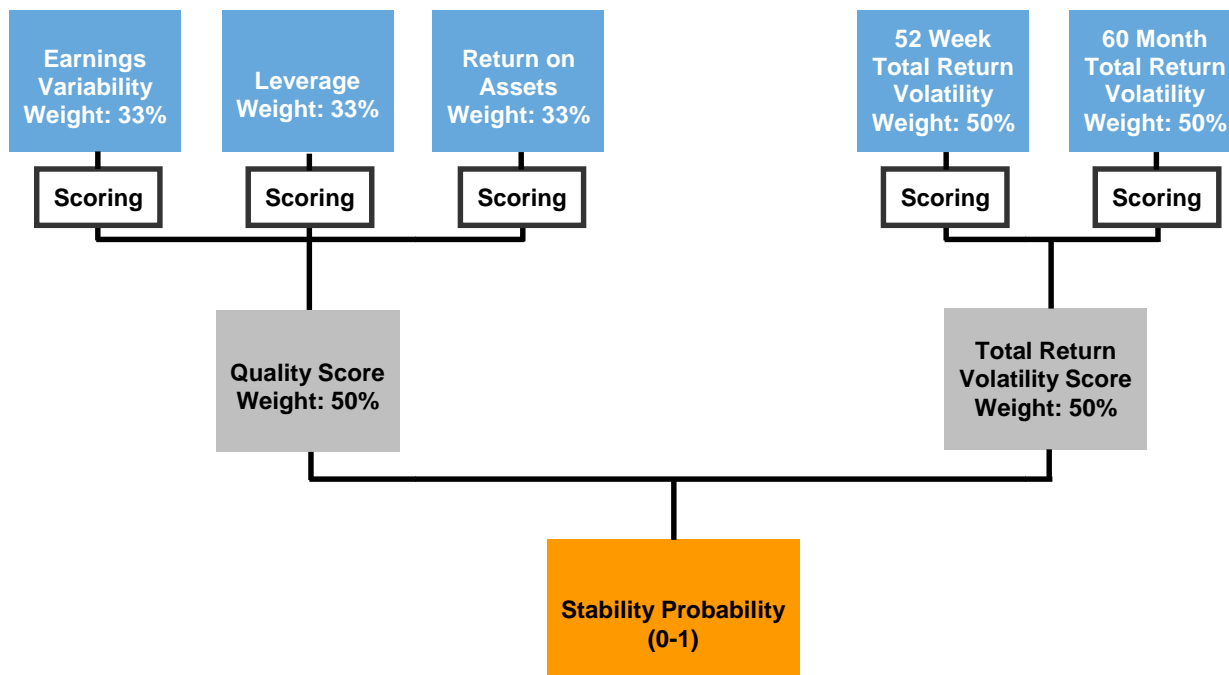 Earnings
Variability
Weight: 33%
Leverage
Weight: 33%
Return on
Assets
Weight: 33%
52 Week
Total Return
Volatility
Weight: 50%
60 Month
Total Return
Volatility
Weight: 50%
Scoring
Scoring
Scoring
Scoring
Scoring
Quality Score
Weight: 50%
Total Return
Volatility Score
Weight: 50%
Stability Probability
(0-1)